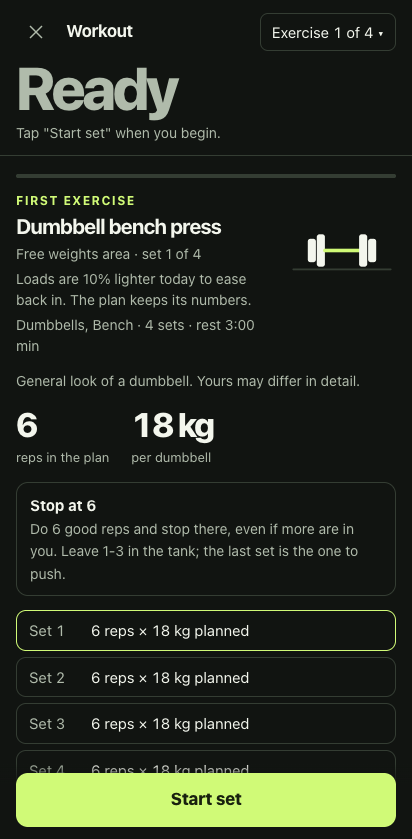 Workout
Exercise 1 of 4 ▾
Ready
Tap "Start set" when you begin.
FIRST EXERCISE
Dumbbell bench press
Free weights area · set 1 of 4
Loads are 10% lighter today to ease
back in. The plan keeps its numbers.
Dumbbells, Bench · 4 sets · rest 3:00
min
General look of a dumbbell. Yours may differ in detail.
6
reps in the plan
18 kg
per dumbbell
Stop at 6
Do 6 good reps and stop there, even if more are in
you. Leave 1-3 in the tank; the last set is the one to
push.
Set 1 6 reps × 18 kg planned
Set 2 6 reps × 18 kg planned
Set 3 6 reps × 18 kg planned
Set 4 6 reps × 18 kg planned
Start set